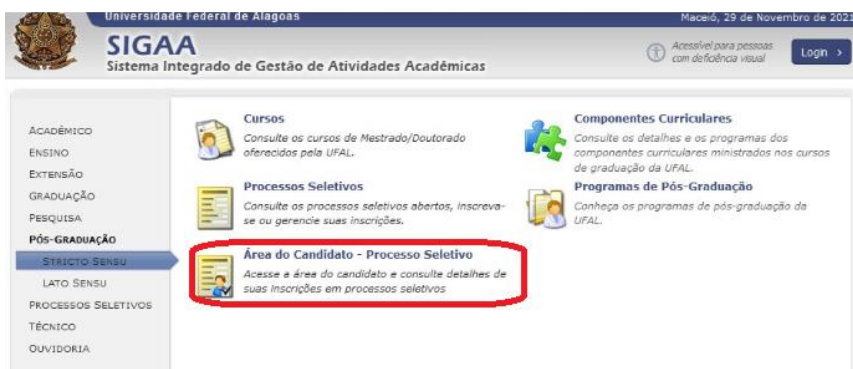 Universidade Federal de Alagoas
Maceió, 29 de Novembro de 2021
SIGAA
Sistema Integrado de Gestão de Atividades Acadêmicas
Acessível para pessoas
com deficiência visual
Login >
ACADÊMICO
ENSINO
EXTENSÃO
GRADUAÇÃO
PESQUISA
PÓS-GRADUAÇÃO
STRICTO SENSU
LATO SENSU
PROCESSOS SELETIVOS
TÉCNICO
OUVIDORIA
Cursos
Consulte os cursos de Mestrado/Doutorado
oferecidos pela UFAL.
Processos Seletivos
Consulte os processos seletivos abertos, inscreva-
se ou gerencie suas inscrições.
Área do Candidato - Processo Seletivo
Acesse a área do candidato e consulte detalhes de
suas inscrições em processos seletivos
Componentes Curriculares
Consulte os detalhes e os programas dos
componentes curriculares ministrados nos cursos
de graduação da UFAL.
Programas de Pós-Graduação
Conheça os programas de pós-graduação da
UFAL.